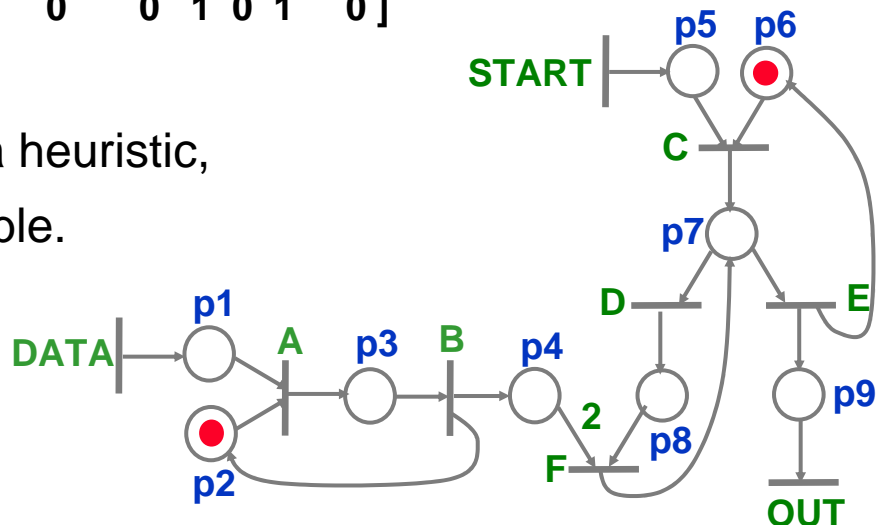 0 0 1 0 1 0 ]
a heuristic,
ple.
p5 p6
START
C
p7
D E
p1
DATA A p3 B p4
2 p9
p8
F
p2
OUT